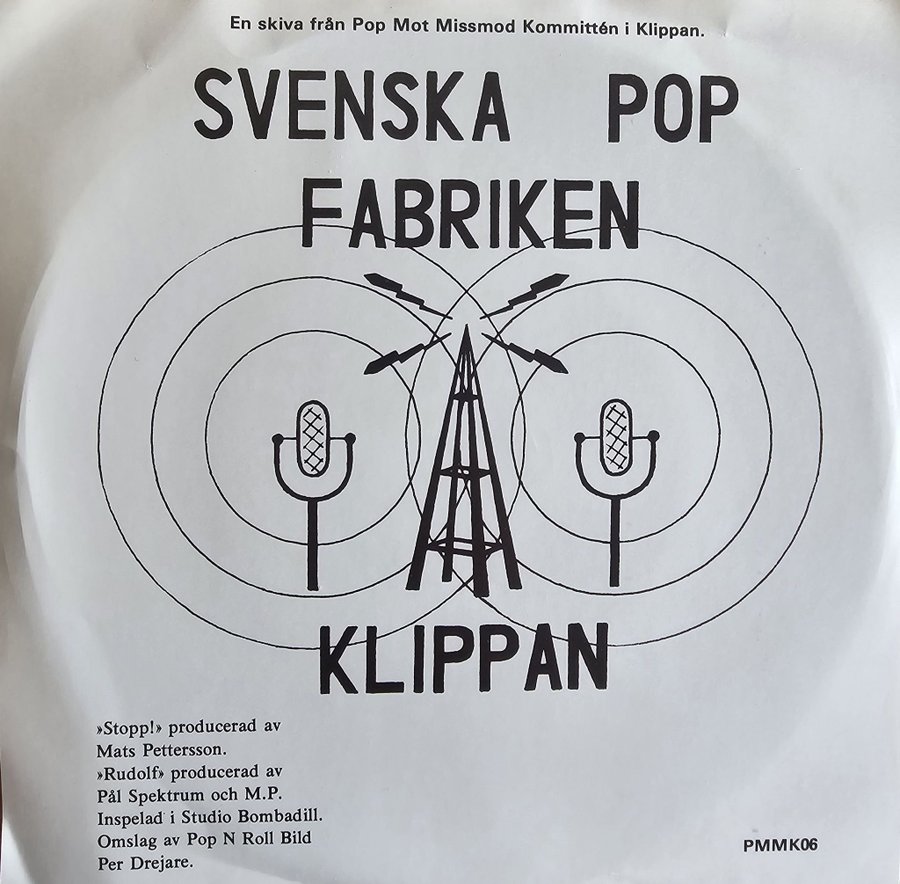 En skiva från Pop Mot Missmod Kommittén i Klippan.
SVENSKA POP
FABRIKEN
KLIPPAN
»Stopp!» producerad av
Mats Pettersson.
»Rudolf» producerad av
Pål Spektrum och M.P.
Inspelad i Studio Bombadill.
Omslag av Pop N Roll Bild
Per Drejare.
PMMK06